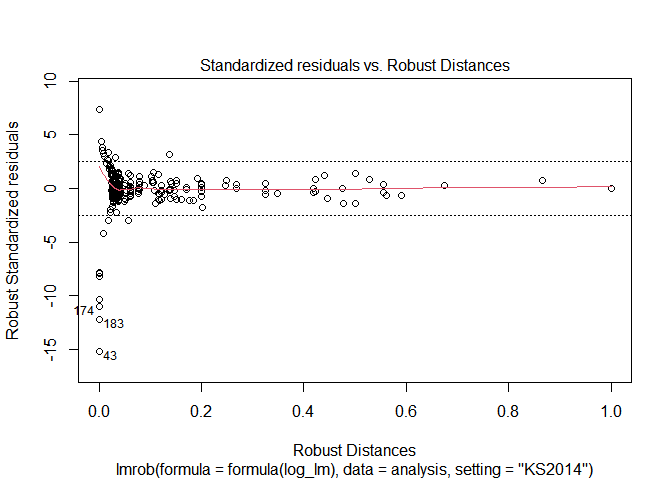 Standardized residuals vs. Robust Distances
Robust Standardized residuals
10
5
0
-5
-10
-15
174
183
43
0.0 0.2 0.4 0.6 0.8 1.0
Robust Distances
lmrob(formula = formula(log_lm), data = analysis, setting = "KS2014")